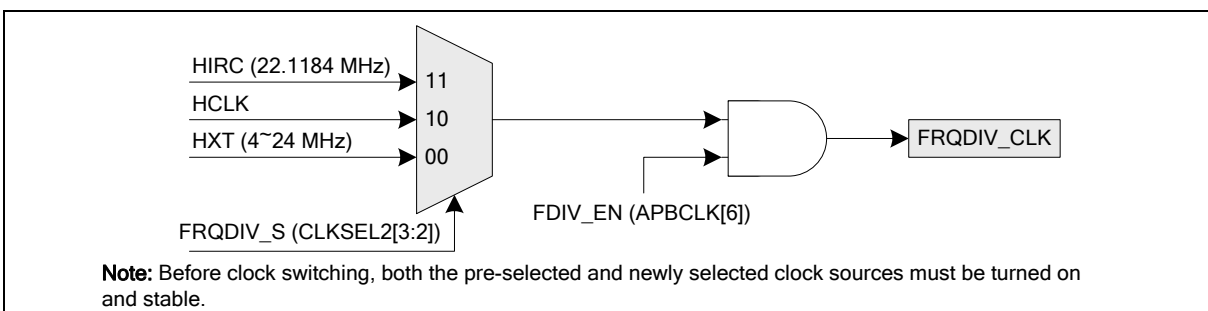 HIRC (22.1184 MHz)
11
HCLK
10
HXT (4~24 MHz)
00
FRQDIV_CLK
FDIV_EN (APBCLK[6])
FRQDIV_S (CLKSEL2[3:2])
Note: Before clock switching, both the pre-selected and newly selected clock sources must be turned on
and stable.